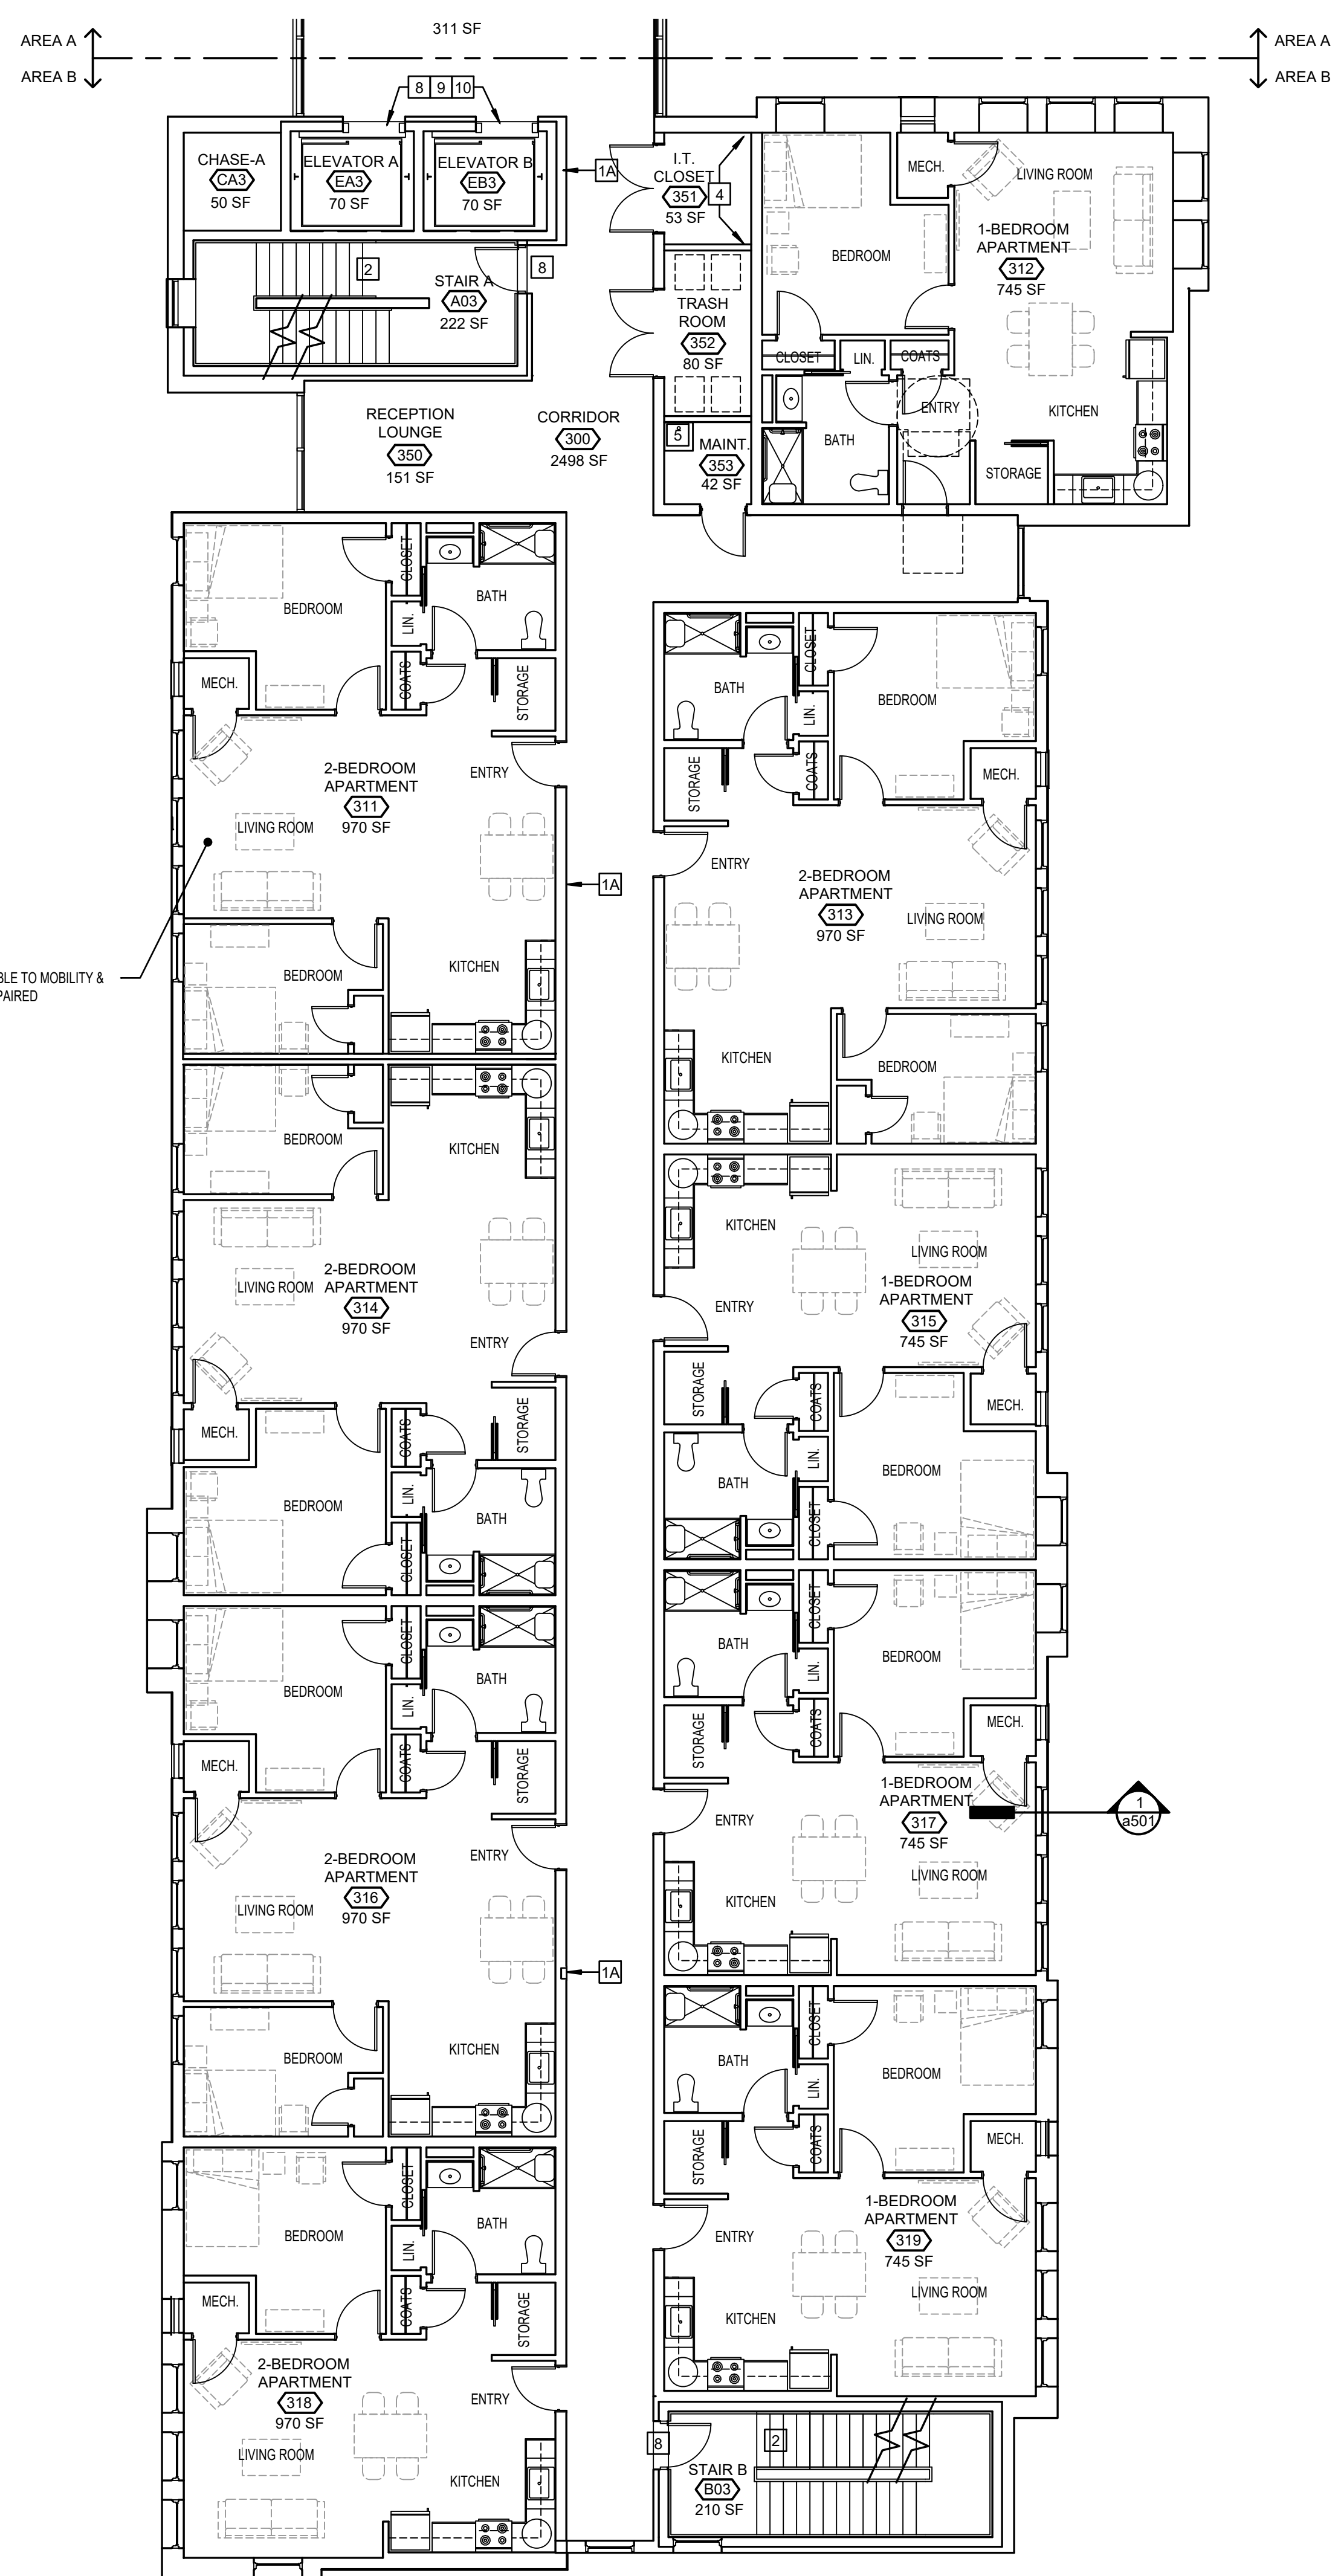 311 SF
AREA A
AREA A
AREA B
AREA B
8 9 10
CHASE-A
CA3
50 SF
ELEVATOR A
EA3
70 SF
ELEVATOR B
EB3
70 SF
1A
I.T.
CLOSET
351
53 SF
4
MECH.
LIVING ROOM
BEDROOM
1-BEDROOM
APARTMENT
312
745 SF
2
STAIR A
A03
222 SF
8
TRASH
ROOM
352
80 SF
CLOSET
LIN.
COATS
ENTRY
KITCHEN
BATH
STORAGE
RECEPTION
LOUNGE
350
151 SF
CORRIDOR
300
2498 SF
5
MAINT.
353
42 SF
BEDROOM
CLOSET
LIN.
BATH
COATS
STORAGE
MECH.
ENTRY
2-BEDROOM
APARTMENT
311
970 SF
LIVING ROOM
1A
BLE TO MOBILITY &
PAIRED
BEDROOM
KITCHEN
BATH
CLOSET
LIN.
BEDROOM
STORAGE
COATS
MECH.
ENTRY
2-BEDROOM
APARTMENT
313
970 SF
LIVING ROOM
KITCHEN
BEDROOM
BEDROOM
KITCHEN
2-BEDROOM
APARTMENT
314
970 SF
LIVING ROOM
ENTRY
MECH.
COATS
STORAGE
BEDROOM
LIN.
BATH
CLOSET
KITCHEN
LIVING ROOM
1-BEDROOM
APARTMENT
315
745 SF
ENTRY
STORAGE
COATS
MECH.
BATH
LIN.
BEDROOM
CLOSET
BEDROOM
CLOSET
LIN.
BATH
MECH.
COATS
STORAGE
ENTRY
2-BEDROOM
APARTMENT
316
970 SF
LIVING ROOM
1A
BEDROOM
KITCHEN
CLOSET
BATH
LIN.
BEDROOM
STORAGE
COATS
MECH.
1-BEDROOM
APARTMENT
317
745 SF
ENTRY
LIVING ROOM
KITCHEN
1
a501
CLOSET
BATH
LIN.
BEDROOM
STORAGE
COATS
MECH.
1-BEDROOM
APARTMENT
319
745 SF
ENTRY
LIVING ROOM
KITCHEN
BEDROOM
CLOSET
LIN.
BATH
MECH.
COATS
STORAGE
2-BEDROOM
APARTMENT
318
970 SF
ENTRY
LIVING ROOM
KITCHEN
8
2
STAIR B
B03
210 SF